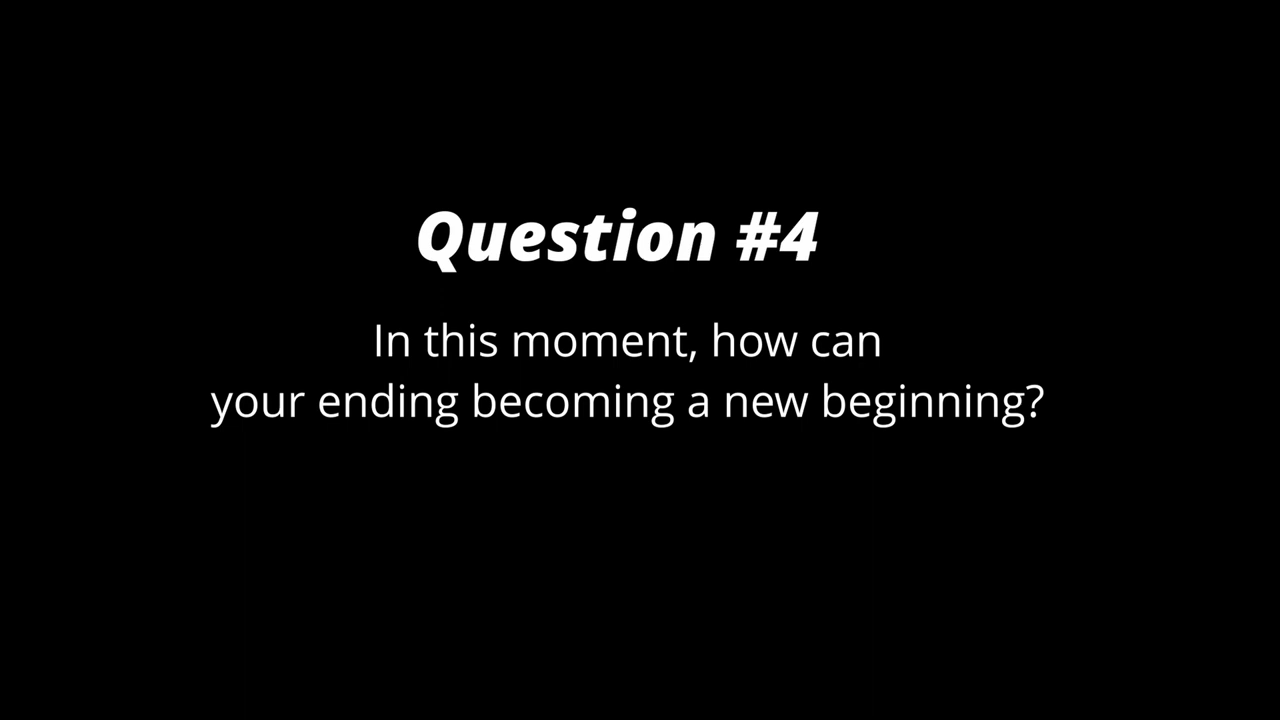 Question #4
In this moment, how can
your ending becoming a new beginning?